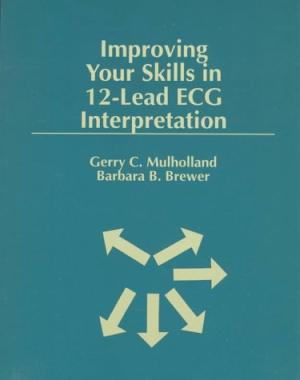 Improving
Your Skills in
12-Lead ECG
Interpretation
Gerry C. Mulholland
Barbara B. Brewer